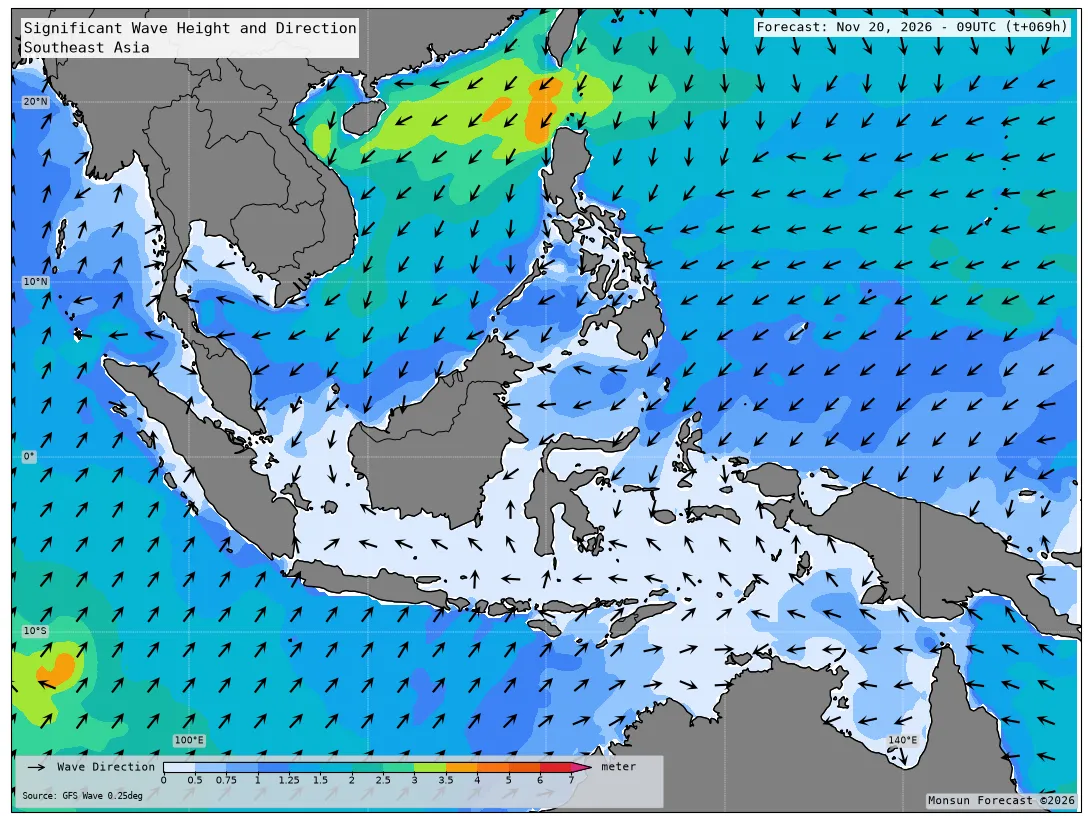 Significant Wave Height and Direction
Southeast Asia
Forecast: Nov 20, 2026 - 09UTC (t+069h)
20°N
10°N
0°
10°S
100°E
140°E
Wave Direction
meter
0 0.5 0.75 1 1.25 1.5 2 2.5 3 3.5 4 5 6 7
Source: GFS Wave 0.25deg
Monsun Forecast ©2026